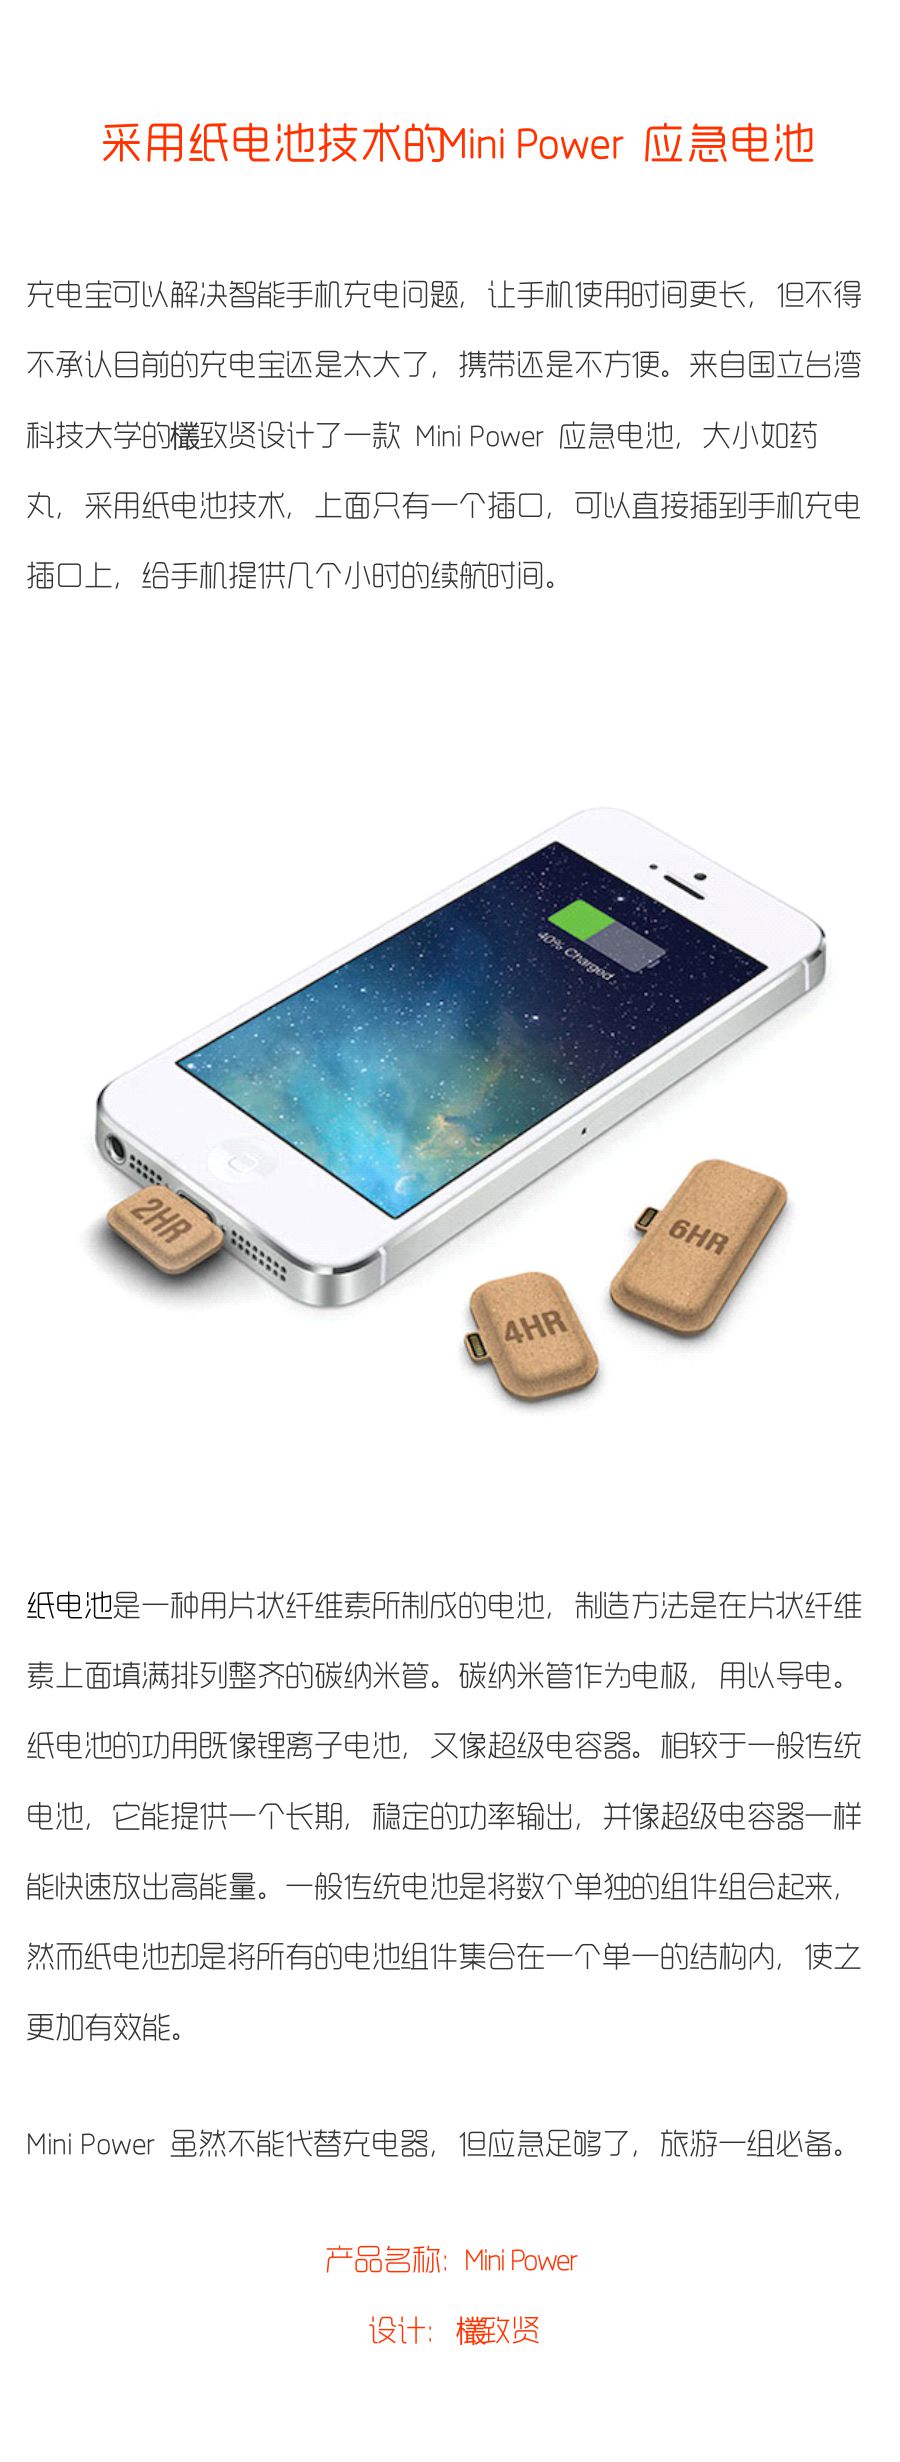 采用纸电池技术的Mini Power 应急电池
充电宝可以解决智能手机充电问题，让手机使用时间更长，但不得
不承认目前的充电宝还是太大了，携带还是不方便。来自国立台湾
科技大学的致贤设计了一款 Mini Power 应急电池，大小如药
丸，采用纸电池技术，上面只有一个插口，可以直接插到手机充电
插口上，给手机提供几个小时的续航时间。
40% Charged
2HR
6HR
4HR
纸电池是一种用片状纤维素所制成的电池，制造方法是在片状纤维
素上面填满排列整齐的碳纳米管。碳纳米管作为电极，用以导电。
纸电池的功用既像锂离子电池，又像超级电容器。相较于一般传统
电池，它能提供一个长期，稳定的功率输出，并像超级电容器一样
能快速放出高能量。一般传统电池是将数个单独的组件组合起来，
然而纸电池却是将所有的电池组件集合在一个单一的结构内，使之
更加有效能。
Mini Power 虽然不能代替充电器，但应急足够了，旅游一组必备。
产品名称：Mini Power
设计：致贤